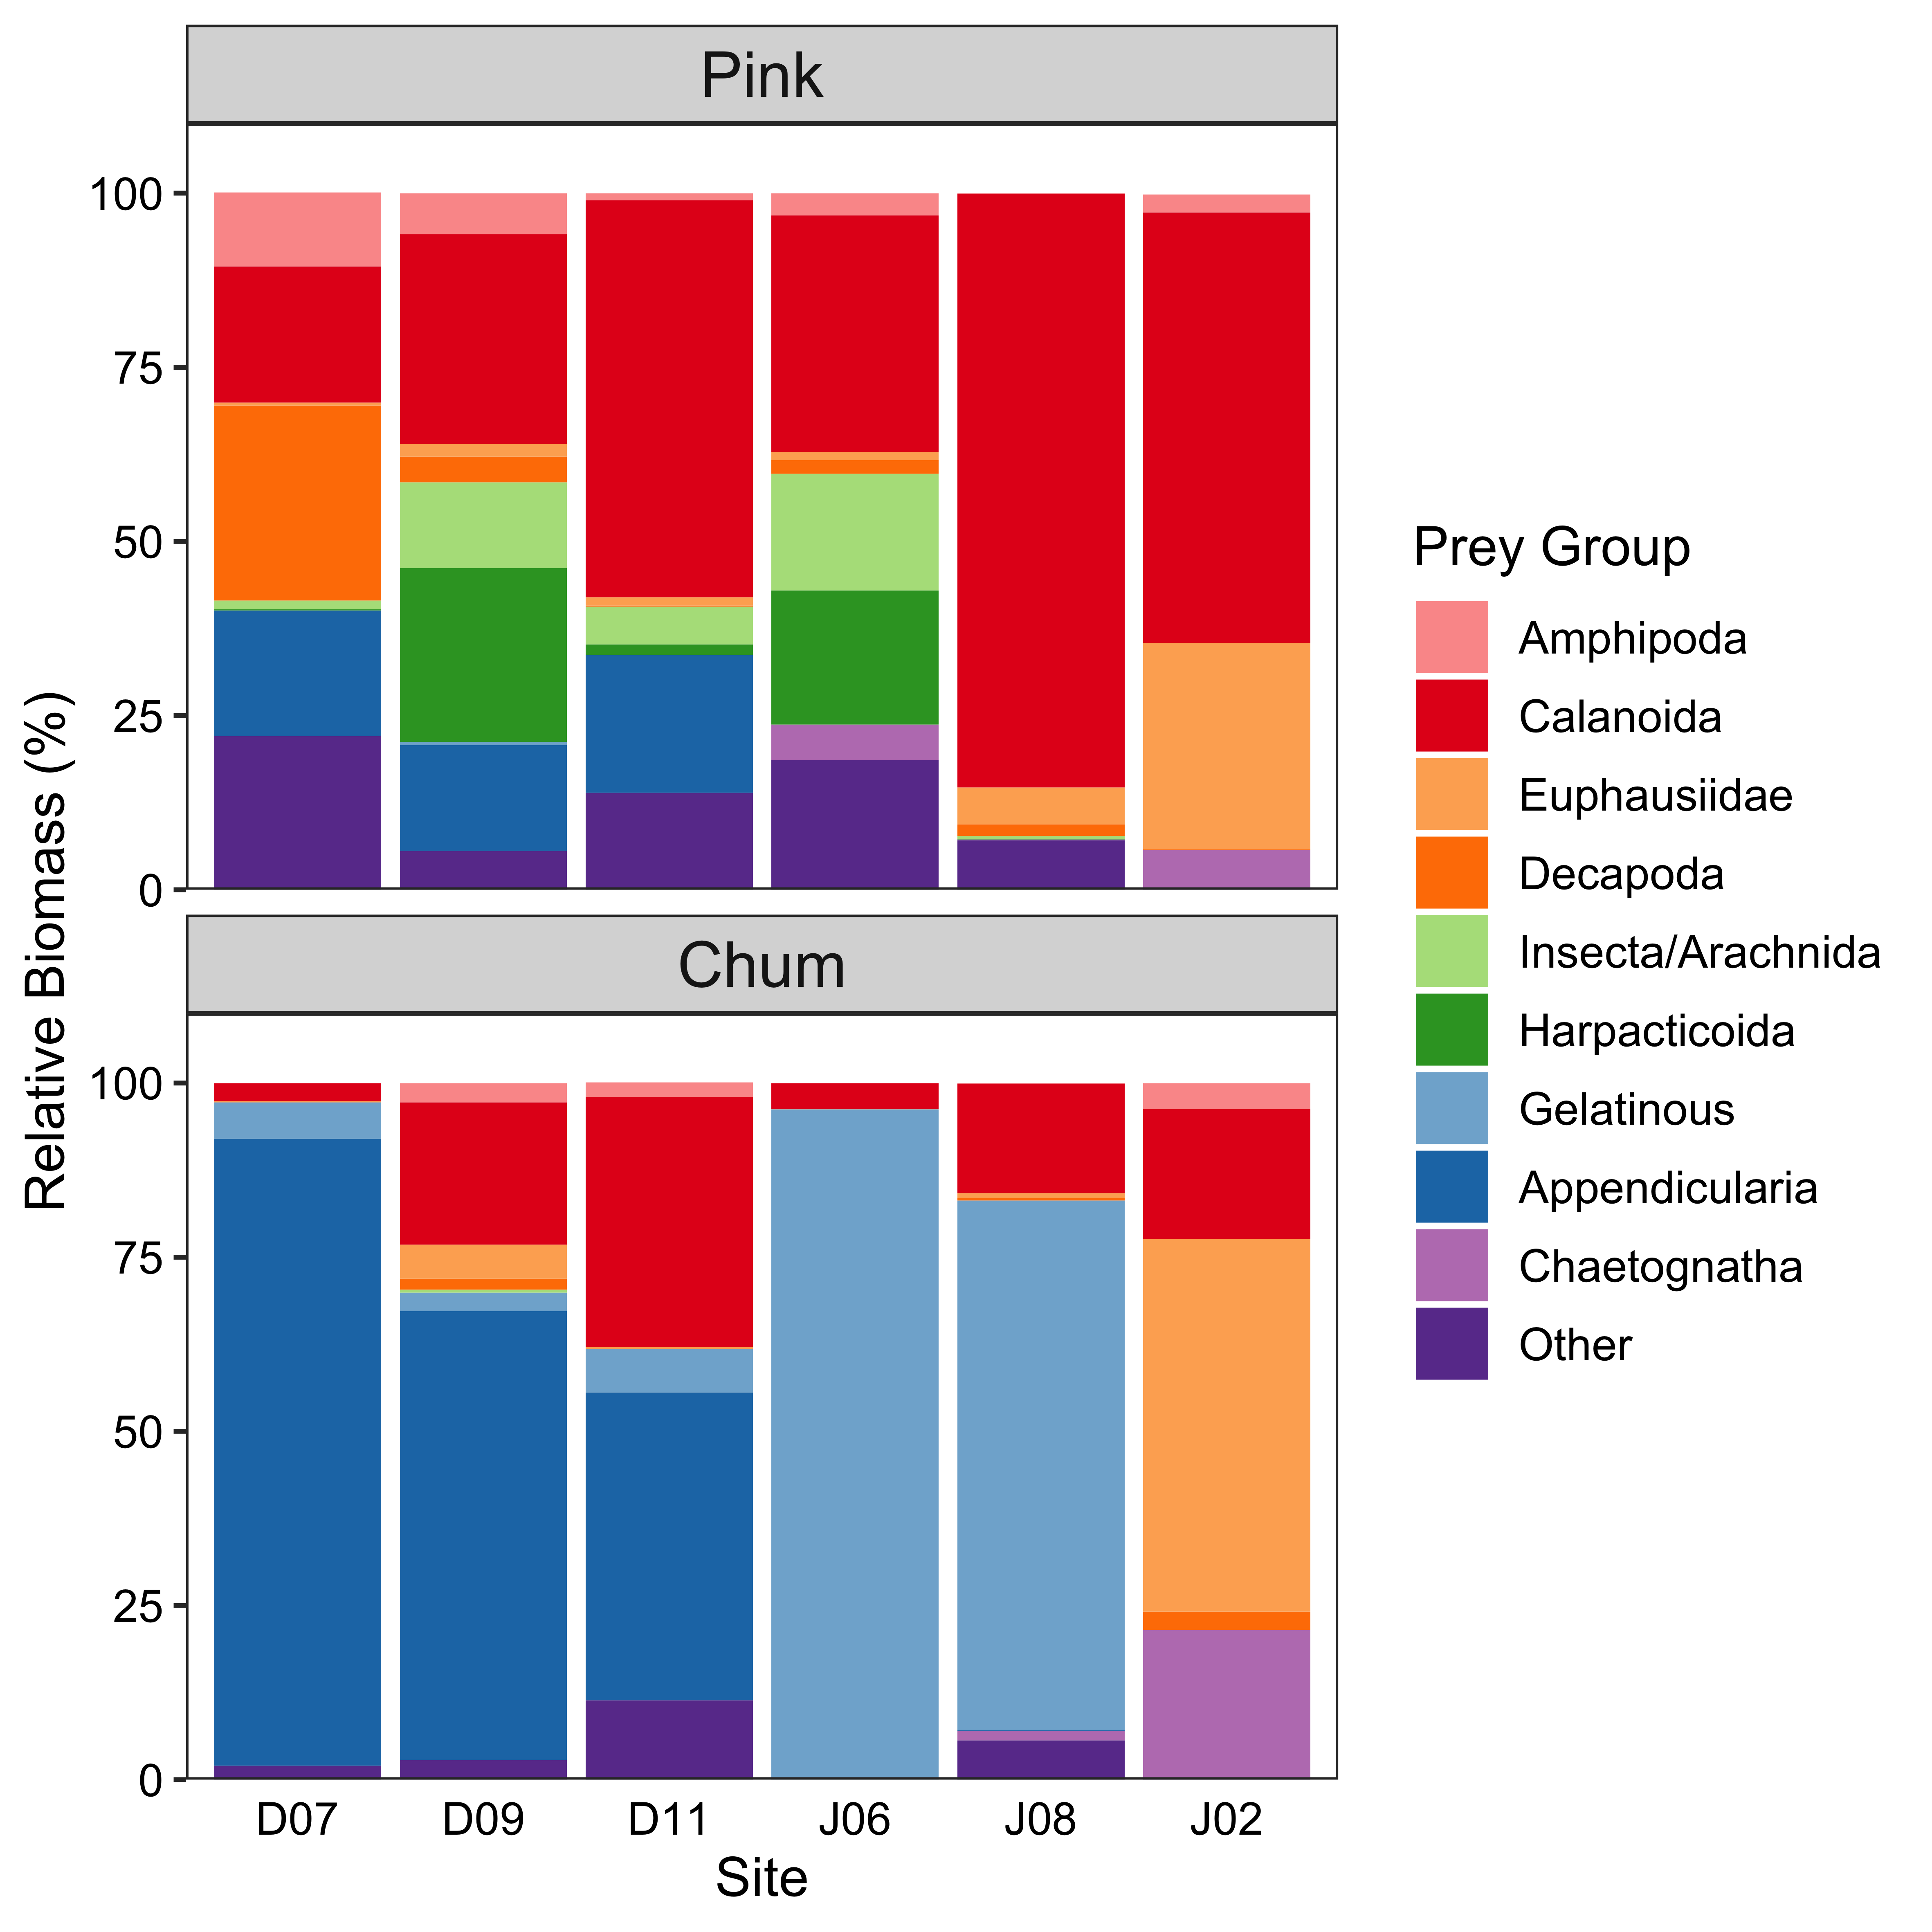 Pink
100
75
50
25
0
Chum
100
75
50
25
0
Relative Biomass (%)
D07 D09 D11 J06 J08 J02
Site
Prey Group
Amphipoda
Calanoida
Euphausiidae
Decapoda
Insecta/Arachnida
Harpacticoida
Gelatinous
Appendicularia
Chaetognatha
Other